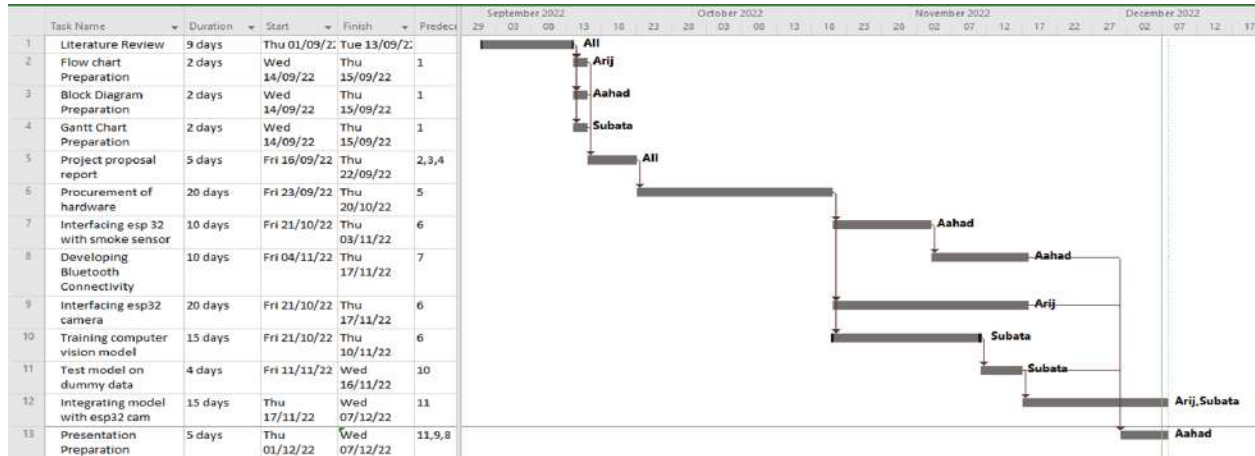 September 2022 October 2022 November 2022 December 2022
Task Name Duration Start Finish Predec 29 03 08 13 18 23 28 03 08 13 18 23 28 02 07 12 17 22 27 02 07 12 17
1 Literature Review 9 days Thu 01/09/22 Tue 13/09/22 All
2 Flow chart Wed Thu 1 Arij
Preparation 2 days 14/09/22 15/09/22
3 Block Diagram 2 days Wed Thu 1 Aahad
Preparation 14/09/22 15/09/22
4 Gantt Chart 2 days Wed Thu 1 Subata
Preparation 14/09/22 15/09/22
5 Project proposal 5 days Fri 16/09/22 Thu 2,3,4 All
report 22/09/22
6 Procurement of 20 days Fri 23/09/22 Thu 5
hardware 20/10/22
7 Interfacing esp 32 10 days Fri 21/10/22 Thu 6 Aahad
with smoke sensor 03/11/22
8 Developing 10 days Fri 04/11/22 Thu 7 Aahad
Bluetooth 17/11/22
Connectivity
9 Interfacing esp32 20 days Fri 21/10/22 Thu 6 Arij
camera 17/11/22
10 Training computer 15 days Fri 21/10/22 Thu 6 Subata
vision model 10/11/22
11 Test model on 4 days Fri 11/11/22 Wed 10 Subata
dummy data 16/11/22
12 Integrating model 15 days Thu Wed 11 Arij,Subata
with esp32 cam 17/11/22 07/12/22
13 Presentation 5 days Thu Wed 11,9,8 Aahad
Preparation 01/12/22 07/12/22